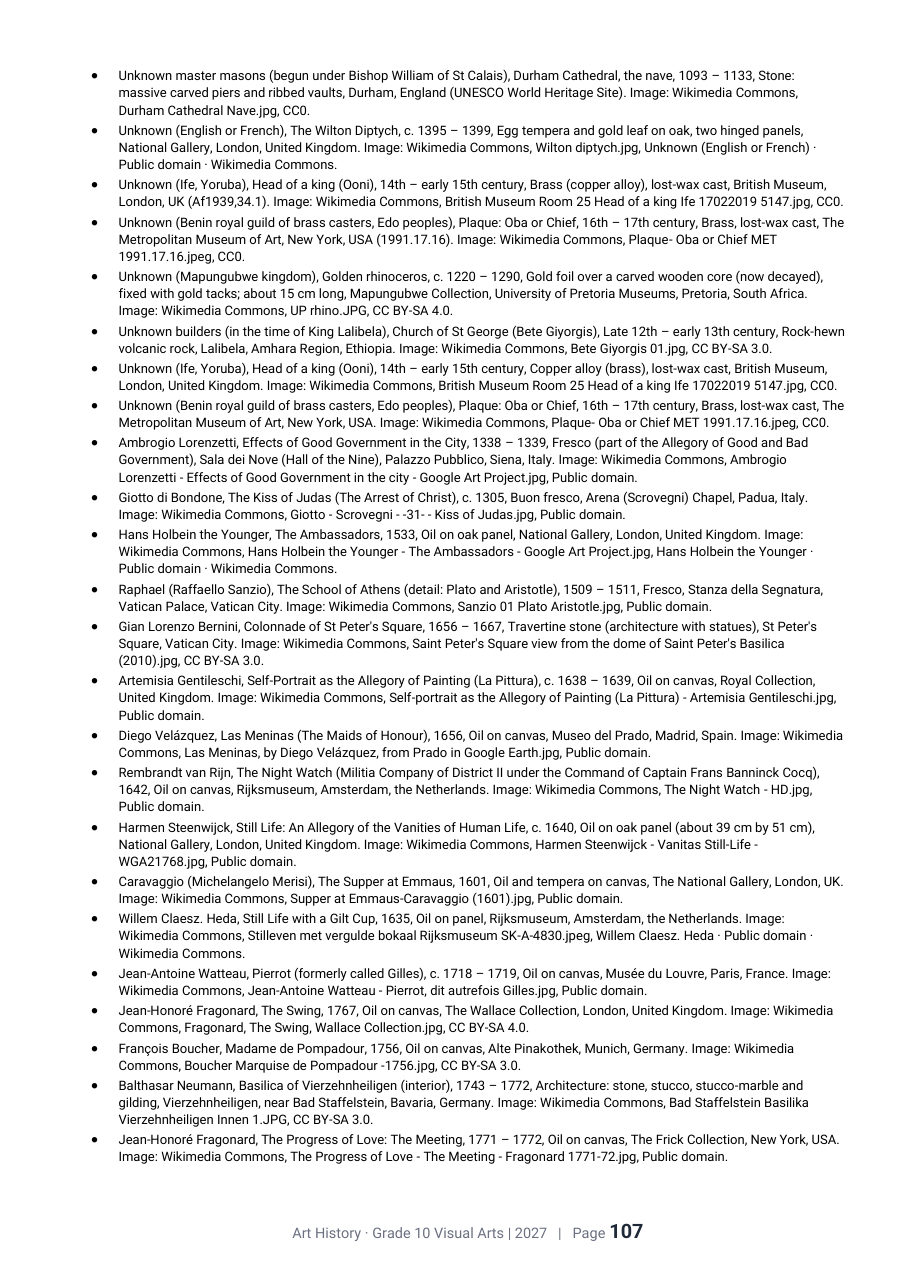 • Unknown master masons (begun under Bishop William of St Calais), Durham Cathedral, the nave, 1093 – 1133, Stone:
massive carved piers and ribbed vaults, Durham, England (UNESCO World Heritage Site). Image: Wikimedia Commons,
Durham Cathedral Nave.jpg, CC0.
• Unknown (English or French), The Wilton Diptych, c. 1395 – 1399, Egg tempera and gold leaf on oak, two hinged panels,
National Gallery, London, United Kingdom. Image: Wikimedia Commons, Wilton diptych.jpg, Unknown (English or French) ·
Public domain · Wikimedia Commons.
• Unknown (Ife, Yoruba), Head of a king (Ooni), 14th – early 15th century, Brass (copper alloy), lost-wax cast, British Museum,
London, UK (Af1939,34.1). Image: Wikimedia Commons, British Museum Room 25 Head of a king Ife 17022019 5147.jpg, CC0.
• Unknown (Benin royal guild of brass casters, Edo peoples), Plaque: Oba or Chief, 16th – 17th century, Brass, lost-wax cast, The
Metropolitan Museum of Art, New York, USA (1991.17.16). Image: Wikimedia Commons, Plaque- Oba or Chief MET
1991.17.16.jpeg, CC0.
• Unknown (Mapungubwe kingdom), Golden rhinoceros, c. 1220 – 1290, Gold foil over a carved wooden core (now decayed),
fixed with gold tacks; about 15 cm long, Mapungubwe Collection, University of Pretoria Museums, Pretoria, South Africa.
Image: Wikimedia Commons, UP rhino.JPG, CC BY-SA 4.0.
• Unknown builders (in the time of King Lalibela), Church of St George (Bete Giyorgis), Late 12th – early 13th century, Rock-hewn
volcanic rock, Lalibela, Amhara Region, Ethiopia. Image: Wikimedia Commons, Bete Giyorgis 01.jpg, CC BY-SA 3.0.
• Unknown (Ife, Yoruba), Head of a king (Ooni), 14th – early 15th century, Copper alloy (brass), lost-wax cast, British Museum,
London, United Kingdom. Image: Wikimedia Commons, British Museum Room 25 Head of a king Ife 17022019 5147.jpg, CC0.
• Unknown (Benin royal guild of brass casters, Edo peoples), Plaque: Oba or Chief, 16th – 17th century, Brass, lost-wax cast, The
Metropolitan Museum of Art, New York, USA. Image: Wikimedia Commons, Plaque- Oba or Chief MET 1991.17.16.jpeg, CC0.
• Ambrogio Lorenzetti, Effects of Good Government in the City, 1338 – 1339, Fresco (part of the Allegory of Good and Bad
Government), Sala dei Nove (Hall of the Nine), Palazzo Pubblico, Siena, Italy. Image: Wikimedia Commons, Ambrogio
Lorenzetti - Effects of Good Government in the city - Google Art Project.jpg, Public domain.
• Giotto di Bondone, The Kiss of Judas (The Arrest of Christ), c. 1305, Buon fresco, Arena (Scrovegni) Chapel, Padua, Italy.
Image: Wikimedia Commons, Giotto - Scrovegni - -31- - Kiss of Judas.jpg, Public domain.
• Hans Holbein the Younger, The Ambassadors, 1533, Oil on oak panel, National Gallery, London, United Kingdom. Image:
Wikimedia Commons, Hans Holbein the Younger - The Ambassadors - Google Art Project.jpg, Hans Holbein the Younger ·
Public domain · Wikimedia Commons.
• Raphael (Raffaello Sanzio), The School of Athens (detail: Plato and Aristotle), 1509 – 1511, Fresco, Stanza della Segnatura,
Vatican Palace, Vatican City. Image: Wikimedia Commons, Sanzio 01 Plato Aristotle.jpg, Public domain.
• Gian Lorenzo Bernini, Colonnade of St Peter's Square, 1656 – 1667, Travertine stone (architecture with statues), St Peter's
Square, Vatican City. Image: Wikimedia Commons, Saint Peter's Square view from the dome of Saint Peter's Basilica
(2010).jpg, CC BY-SA 3.0.
• Artemisia Gentileschi, Self-Portrait as the Allegory of Painting (La Pittura), c. 1638 – 1639, Oil on canvas, Royal Collection,
United Kingdom. Image: Wikimedia Commons, Self-portrait as the Allegory of Painting (La Pittura) - Artemisia Gentileschi.jpg,
Public domain.
• Diego Velázquez, Las Meninas (The Maids of Honour), 1656, Oil on canvas, Museo del Prado, Madrid, Spain. Image: Wikimedia
Commons, Las Meninas, by Diego Velázquez, from Prado in Google Earth.jpg, Public domain.
• Rembrandt van Rijn, The Night Watch (Militia Company of District II under the Command of Captain Frans Banninck Cocq),
1642, Oil on canvas, Rijksmuseum, Amsterdam, the Netherlands. Image: Wikimedia Commons, The Night Watch - HD.jpg,
Public domain.
• Harmen Steenwijck, Still Life: An Allegory of the Vanities of Human Life, c. 1640, Oil on oak panel (about 39 cm by 51 cm),
National Gallery, London, United Kingdom. Image: Wikimedia Commons, Harmen Steenwijck - Vanitas Still-Life -
WGA21768.jpg, Public domain.
• Caravaggio (Michelangelo Merisi), The Supper at Emmaus, 1601, Oil and tempera on canvas, The National Gallery, London, UK.
Image: Wikimedia Commons, Supper at Emmaus-Caravaggio (1601).jpg, Public domain.
• Willem Claesz. Heda, Still Life with a Gilt Cup, 1635, Oil on panel, Rijksmuseum, Amsterdam, the Netherlands. Image:
Wikimedia Commons, Stilleven met vergulde bokaal Rijksmuseum SK-A-4830.jpeg, Willem Claesz. Heda · Public domain ·
Wikimedia Commons.
• Jean-Antoine Watteau, Pierrot (formerly called Gilles), c. 1718 – 1719, Oil on canvas, Musée du Louvre, Paris, France. Image:
Wikimedia Commons, Jean-Antoine Watteau - Pierrot, dit autrefois Gilles.jpg, Public domain.
• Jean-Honoré Fragonard, The Swing, 1767, Oil on canvas, The Wallace Collection, London, United Kingdom. Image: Wikimedia
Commons, Fragonard, The Swing, Wallace Collection.jpg, CC BY-SA 4.0.
• François Boucher, Madame de Pompadour, 1756, Oil on canvas, Alte Pinakothek, Munich, Germany. Image: Wikimedia
Commons, Boucher Marquise de Pompadour -1756.jpg, CC BY-SA 3.0.
• Balthasar Neumann, Basilica of Vierzehnheiligen (interior), 1743 – 1772, Architecture: stone, stucco, stucco-marble and
gilding, Vierzehnheiligen, near Bad Staffelstein, Bavaria, Germany. Image: Wikimedia Commons, Bad Staffelstein Basilika
Vierzehnheiligen Innen 1.JPG, CC BY-SA 3.0.
• Jean-Honoré Fragonard, The Progress of Love: The Meeting, 1771 – 1772, Oil on canvas, The Frick Collection, New York, USA.
Image: Wikimedia Commons, The Progress of Love - The Meeting - Fragonard 1771-72.jpg, Public domain.
Art History · Grade 10 Visual Arts | 2027 | Page 107